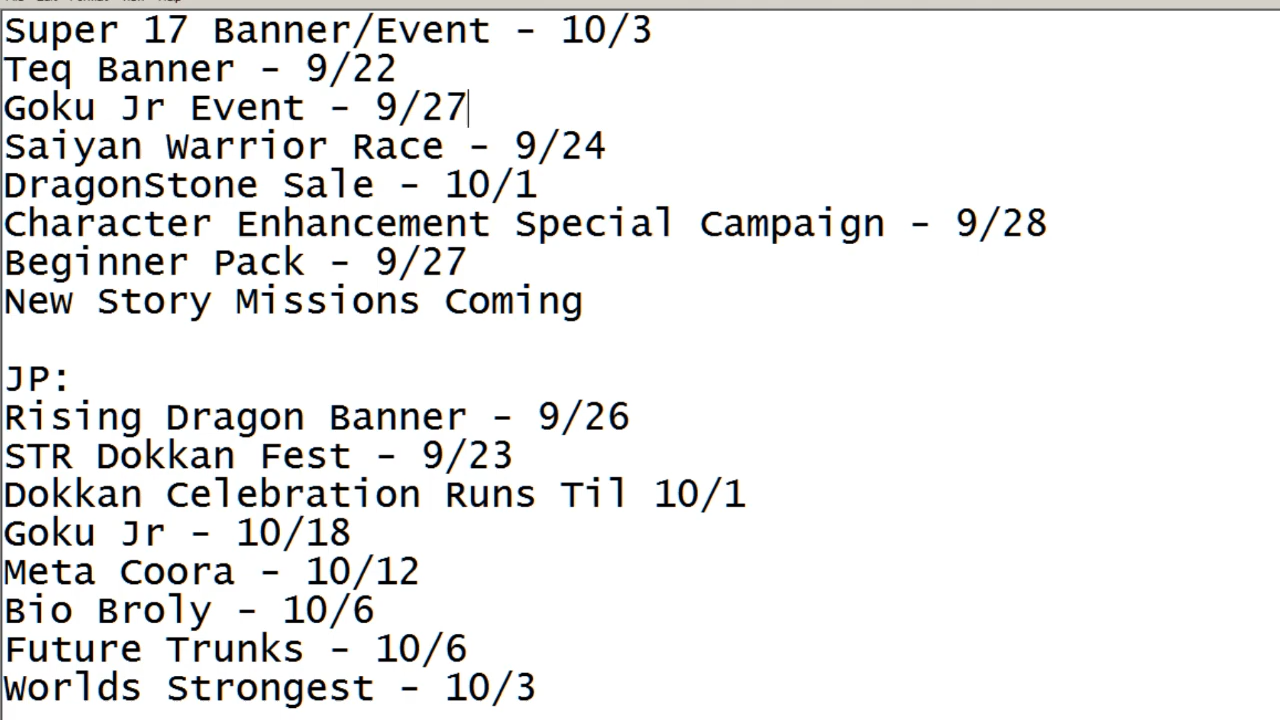 Super 17 Banner/Event - 10/3
Teq Banner - 9/22
Goku Jr Event - 9/27
Saiyan Warrior Race - 9/24
DragonStone Sale - 10/1
Character Enhancement Special Campaign - 9/28
Beginner Pack - 9/27
New Story Missions Coming
JP:
Rising Dragon Banner - 9/26
STR Dokkan Fest - 9/23
Dokkan Celebration Runs Til 10/1
Goku Jr - 10/18
Meta Coora - 10/12
Bio Broly - 10/6
Future Trunks - 10/6
Worlds Strongest - 10/3